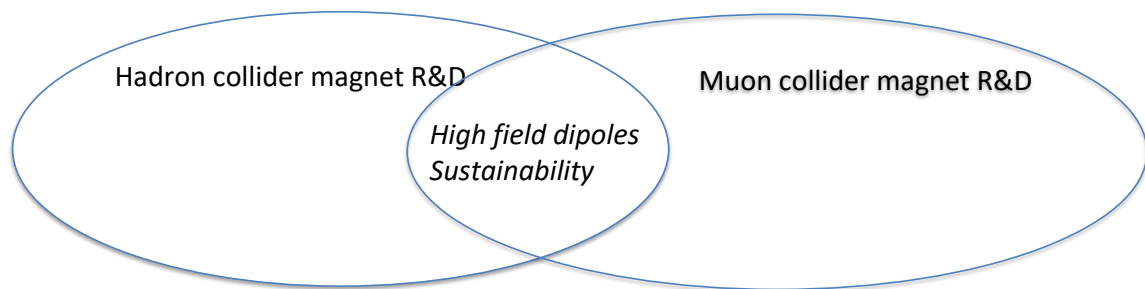 Hadron collider magnet R&D
Muon collider magnet R&D
High field dipoles
Sustainability